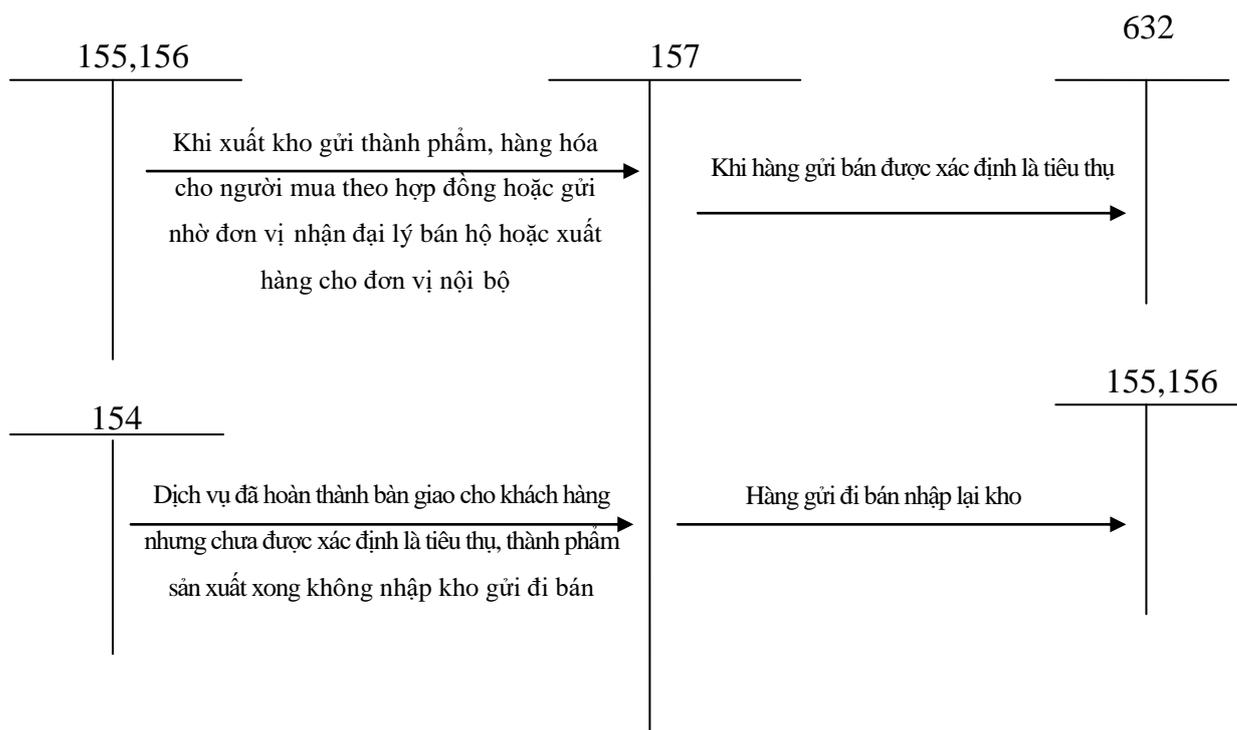 632
155,156
157
Khi xuất kho gửi thành phẩm, hàng hóa
cho người mua theo hợp đồng hoặc gửi
nhờ đơn vị nhận đại lý bán hộ hoặc xuất
hàng cho đơn vị nội bộ
Khi hàng gửi bán được xác định là tiêu thụ
155,156
154
Dịch vụ đã hoàn thành bàn giao cho khách hàng
nhưng chưa được xác định là tiêu thụ, thành phẩm
sản xuất xong không nhập kho gửi đi bán
Hàng gửi đi bán nhập lại kho